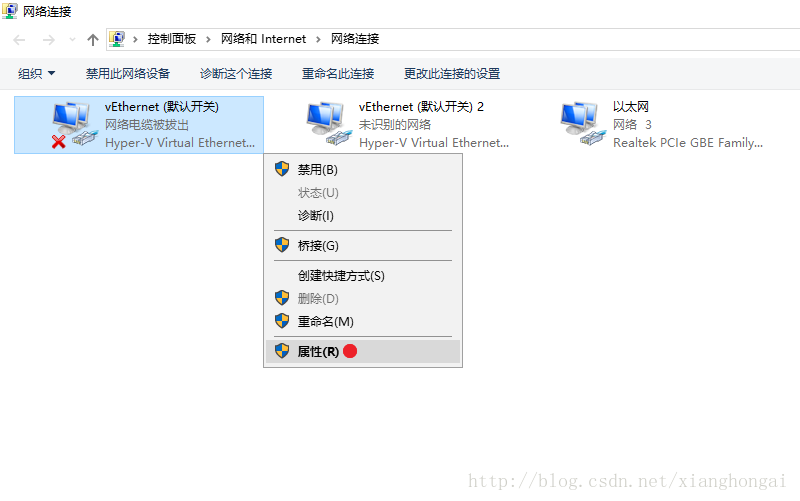 网络连接
控制面板 > 网络和 Internet > 网络连接
组织 禁用此网络设备 诊断这个连接 重命名此连接 更改此连接的设置
vEthernet (默认开关)
网络电缆被拔出
Hyper-V Virtual Ethernet...
vEthernet (默认开关) 2
未识别的网络
Hyper-V Virtual Ethernet...
以太网
网络 3
Realtek PCIe GBE Family...
禁用(B)
状态(U)
诊断(I)
桥接(G)
创建快捷方式(S)
删除(D)
重命名(M)
属性(R)
http://blog.csdn.net/xianghongai